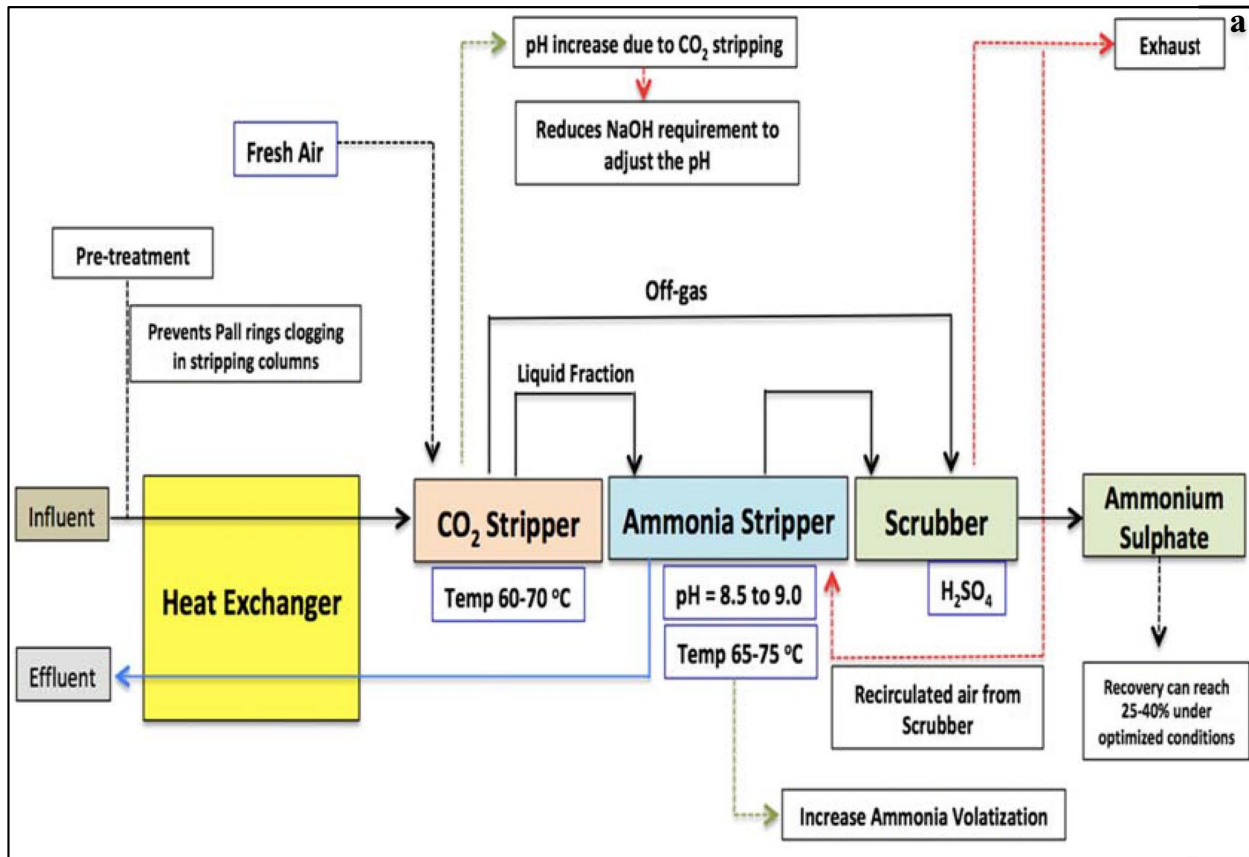 a
pH increase due to CO₂ stripping
Exhaust
Reduces NaOH requirement to
adjust the pH
Fresh Air
Pre-treatment
Prevents Pall rings clogging
in stripping columns
Off-gas
Liquid Fraction
Influent
Heat Exchanger
Effluent
CO₂ Stripper
Temp 60-70 °C
Ammonia Stripper
pH = 8.5 to 9.0
Temp 65-75 °C
Scrubber
H₂SO₄
Ammonium
Sulphate
Recirculated air from
Scrubber
Recovery can reach
25-40% under
optimized conditions
Increase Ammonia Volatization